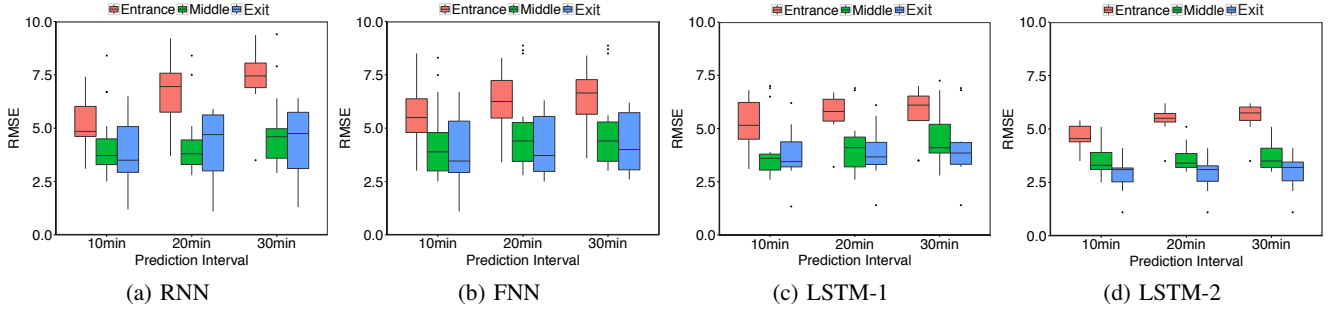 Entrance Middle Exit
10.0
7.5
5.0
2.5
0.0
RMSE
10min 20min 30min
Prediction Interval
(a) RNN
Entrance Middle Exit
10.0
7.5
5.0
2.5
0.0
RMSE
10min 20min 30min
Prediction Interval
(b) FNN
Entrance Middle Exit
10.0
7.5
5.0
2.5
0.0
RMSE
10min 20min 30min
Prediction Interval
(c) LSTM-1
Entrance Middle Exit
10.0
7.5
5.0
2.5
0.0
RMSE
10min 20min 30min
Prediction Interval
(d) LSTM-2